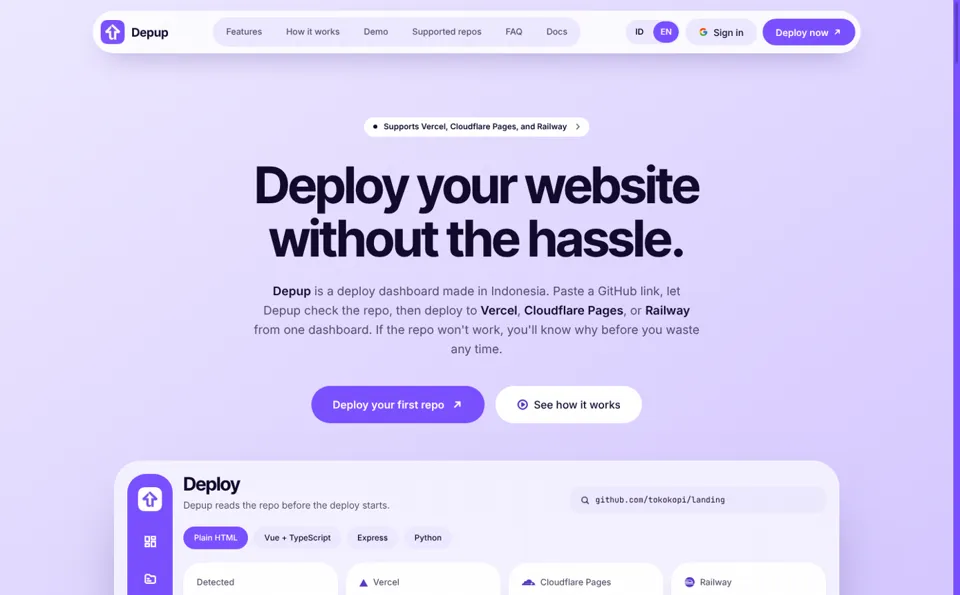 Depup
Features
How it works
Demo
Supported repos
FAQ
Docs
ID
EN
Sign in
Deploy now
Supports Vercel, Cloudflare Pages, and Railway
Deploy your website
without the hassle.
Depup is a deploy dashboard made in Indonesia. Paste a GitHub link, let
Depup check the repo, then deploy to Vercel, Cloudflare Pages, or Railway
from one dashboard. If the repo won't work, you'll know why before you waste
any time.
Deploy your first repo
See how it works
Deploy
Depup reads the repo before the deploy starts.
github.com/tokokopi/landing
Plain HTML
Vue + TypeScript
Express
Python
Detected
Vercel
Cloudflare Pages
Railway